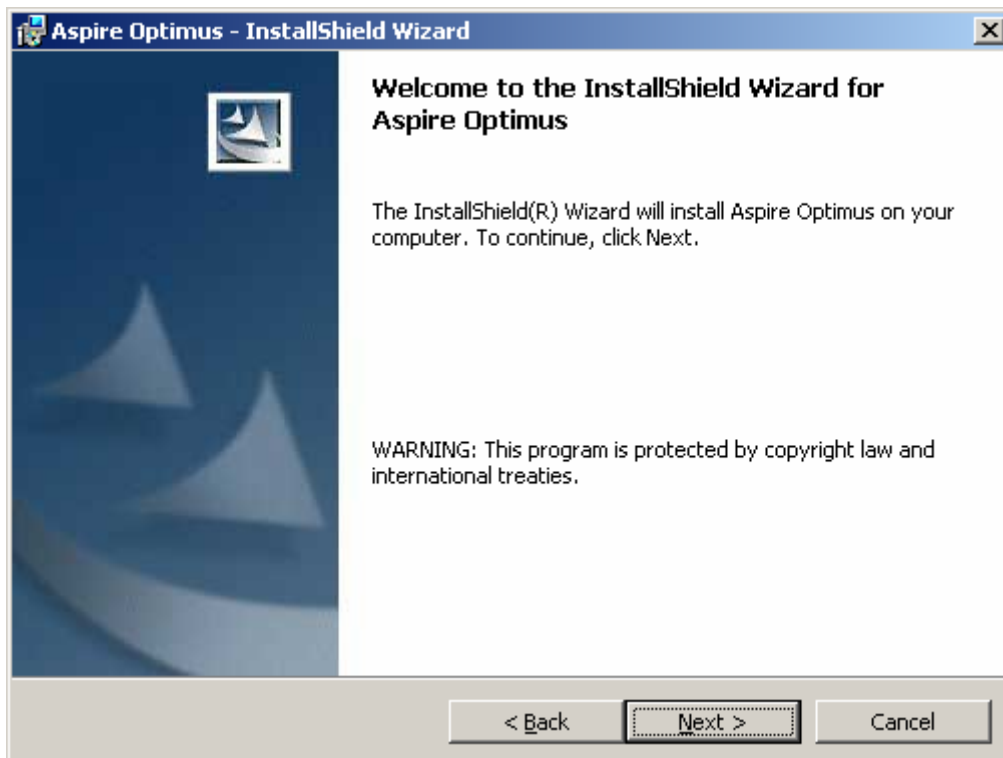 Aspire Optimus - InstallShield Wizard
Welcome to the InstallShield Wizard for
Aspire Optimus
The InstallShield(R) Wizard will install Aspire Optimus on your
computer. To continue, click Next.
WARNING: This program is protected by copyright law and
international treaties.
< Back
Next >
Cancel